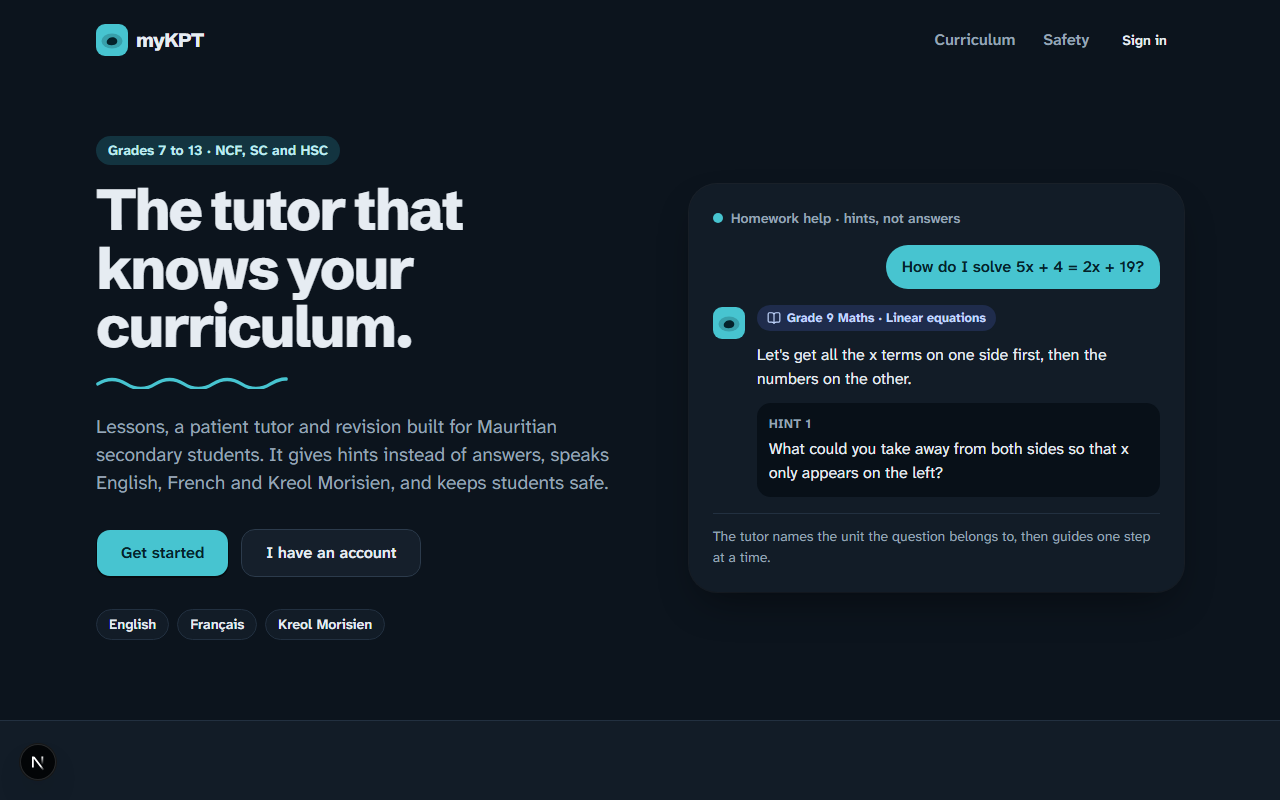 myKPT
Curriculum
Safety
Sign in
Grades 7 to 13 · NCF, SC and HSC
The tutor that
knows your
curriculum.
Lessons, a patient tutor and revision built for Mauritian
secondary students. It gives hints instead of answers, speaks
English, French and Kreol Morisien, and keeps students safe.
Get started
I have an account
English
Français
Kreol Morisien
Homework help · hints, not answers
How do I solve 5x + 4 = 2x + 19?
Grade 9 Maths · Linear equations
Let's get all the x terms on one side first, then the
numbers on the other.
HINT 1
What could you take away from both sides so that x
only appears on the left?
The tutor names the unit the question belongs to, then guides one step
at a time.
N